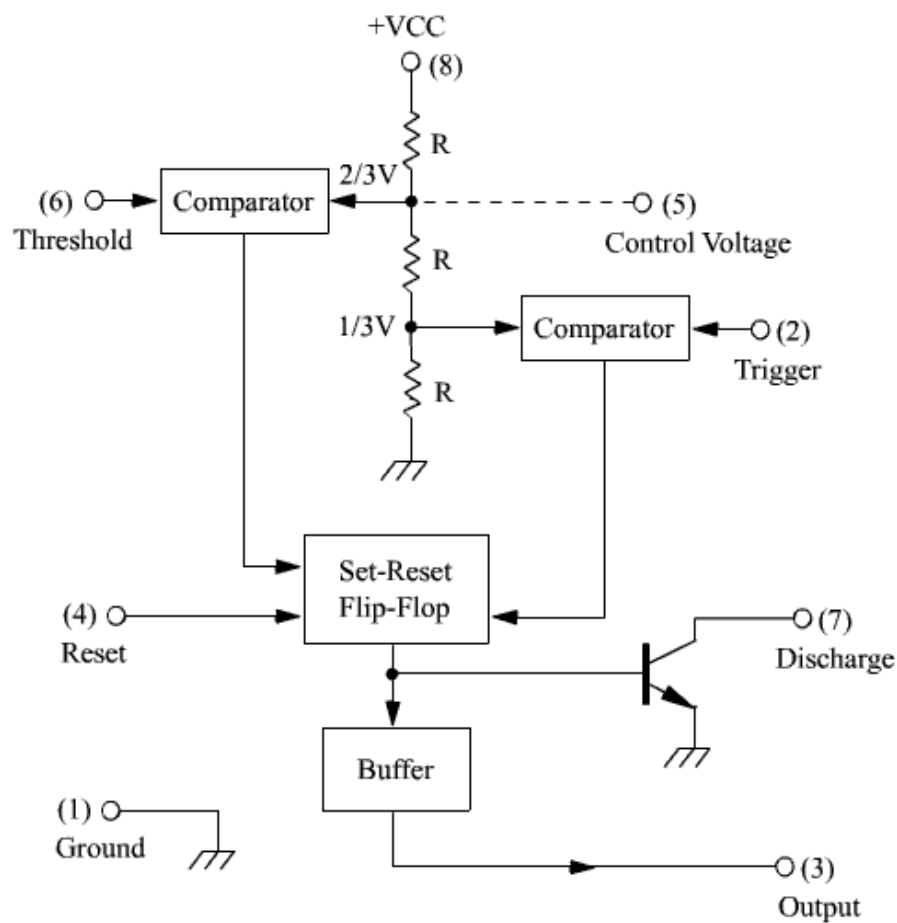 +VCC
(8)
R
2/3V
(6)
Comparator
(5)
Threshold
Control Voltage
R
1/3V
Comparator
(2)
Trigger
R
Set-Reset
Flip-Flop
(4)
Reset
(7)
Discharge
Buffer
(1)
Ground
(3)
Output